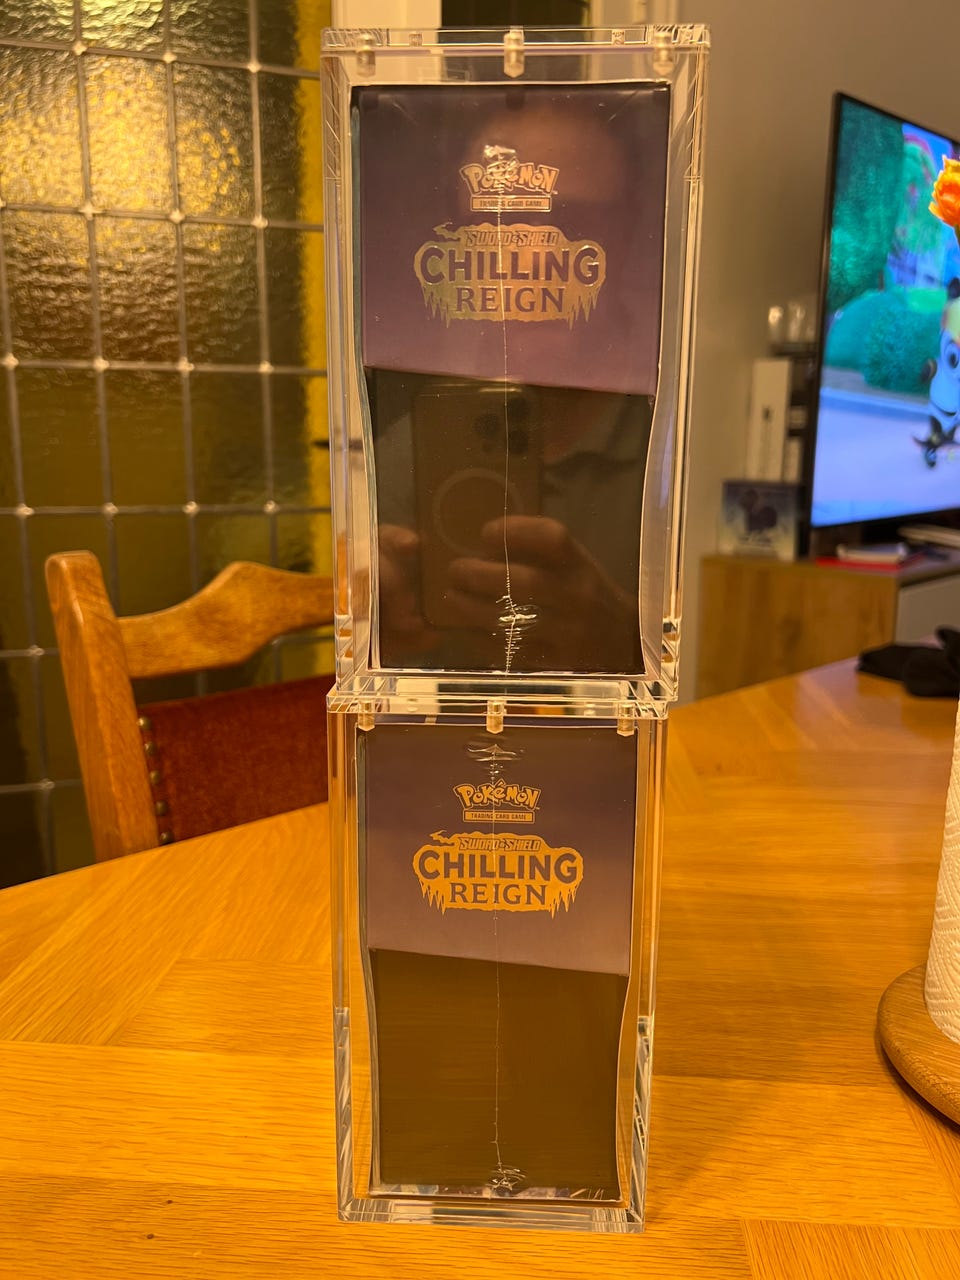 POKéMON
TRADING CARD GAME
SWORD & SHIELD
CHILLING
REIGN
POKéMON
TRADING CARD GAME
SWORD & SHIELD
CHILLING
REIGN